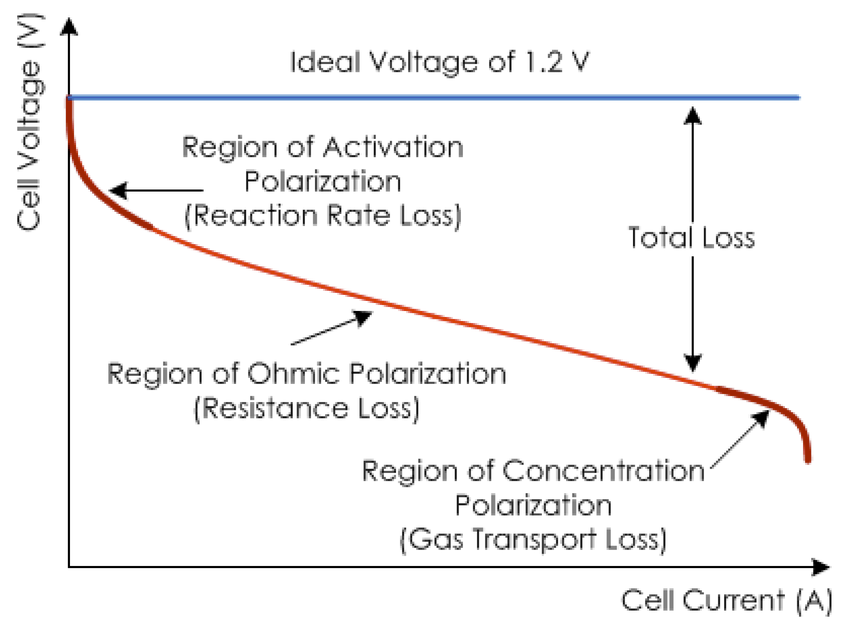 Cell Voltage (V)
Ideal Voltage of 1.2 V
Region of Activation
Polarization
(Reaction Rate Loss)
Total Loss
Region of Ohmic Polarization
(Resistance Loss)
Region of Concentration
Polarization
(Gas Transport Loss)
Cell Current (A)